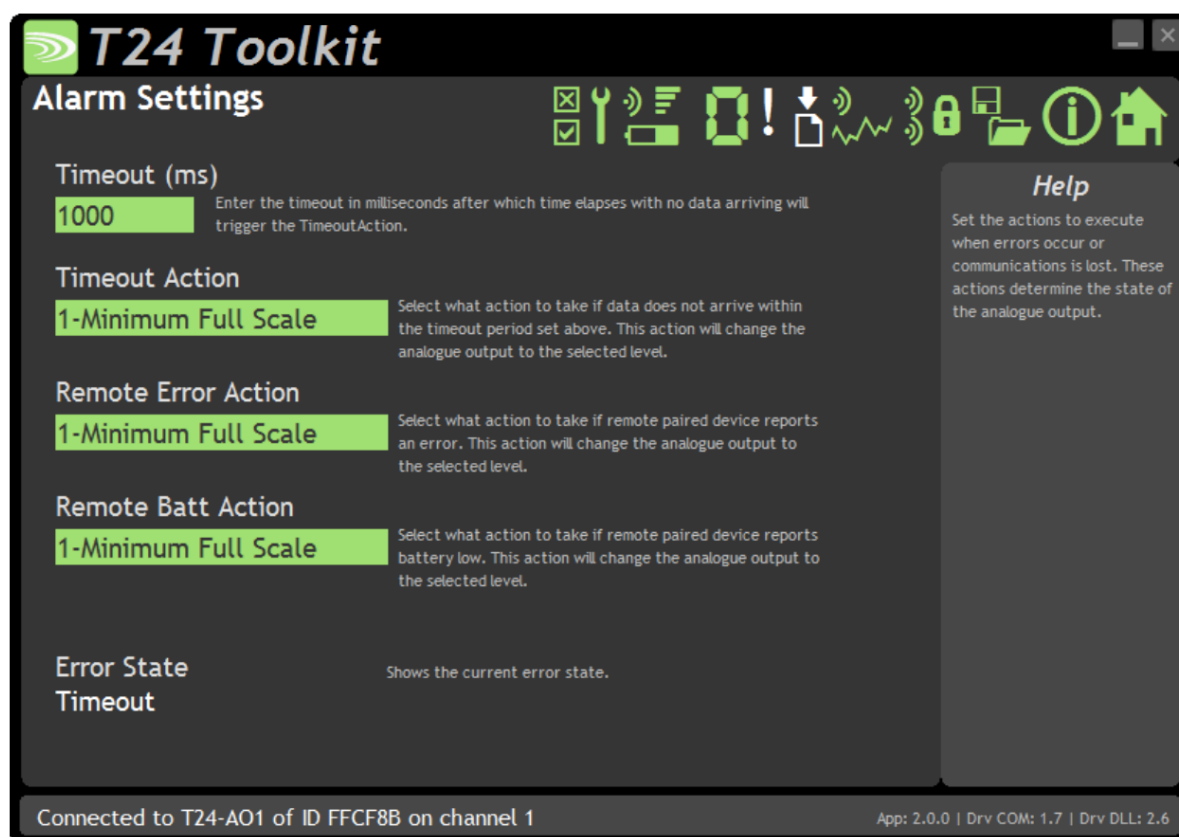 T24 Toolkit
Alarm Settings
Timeout (ms)
1000
Enter the timeout in milliseconds after which time elapses with no data arriving will
trigger the TimeoutAction.
Timeout Action
1-Minimum Full Scale
Select what action to take if data does not arrive within
the timeout period set above. This action will change the
analogue output to the selected level.
Remote Error Action
1-Minimum Full Scale
Select what action to take if remote paired device reports
an error. This action will change the analogue output to
the selected level.
Remote Batt Action
1-Minimum Full Scale
Select what action to take if remote paired device reports
battery low. This action will change the analogue output to
the selected level.
Error State
Shows the current error state.
Timeout
Help
Set the actions to execute
when errors occur or
communications is lost. These
actions determine the state of
the analogue output.
Connected to T24-AO1 of ID FFCF8B on channel 1
App: 2.0.0 | Drv COM: 1.7 | Drv DLL: 2.6